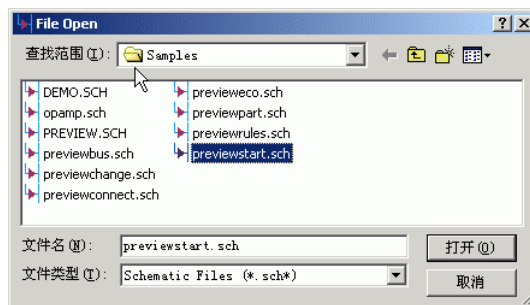 File Open
查找范围(I): Samples
DEMO.SCH
opamp.sch
PREVIEW.SCH
previewbus.sch
previewchange.sch
previewconnect.sch
previeweco.sch
previewpart.sch
previewrules.sch
previewstart.sch
文件名(N): previewstart.sch 打开(O)
文件类型(T): Schematic Files (*.sch*) 取消